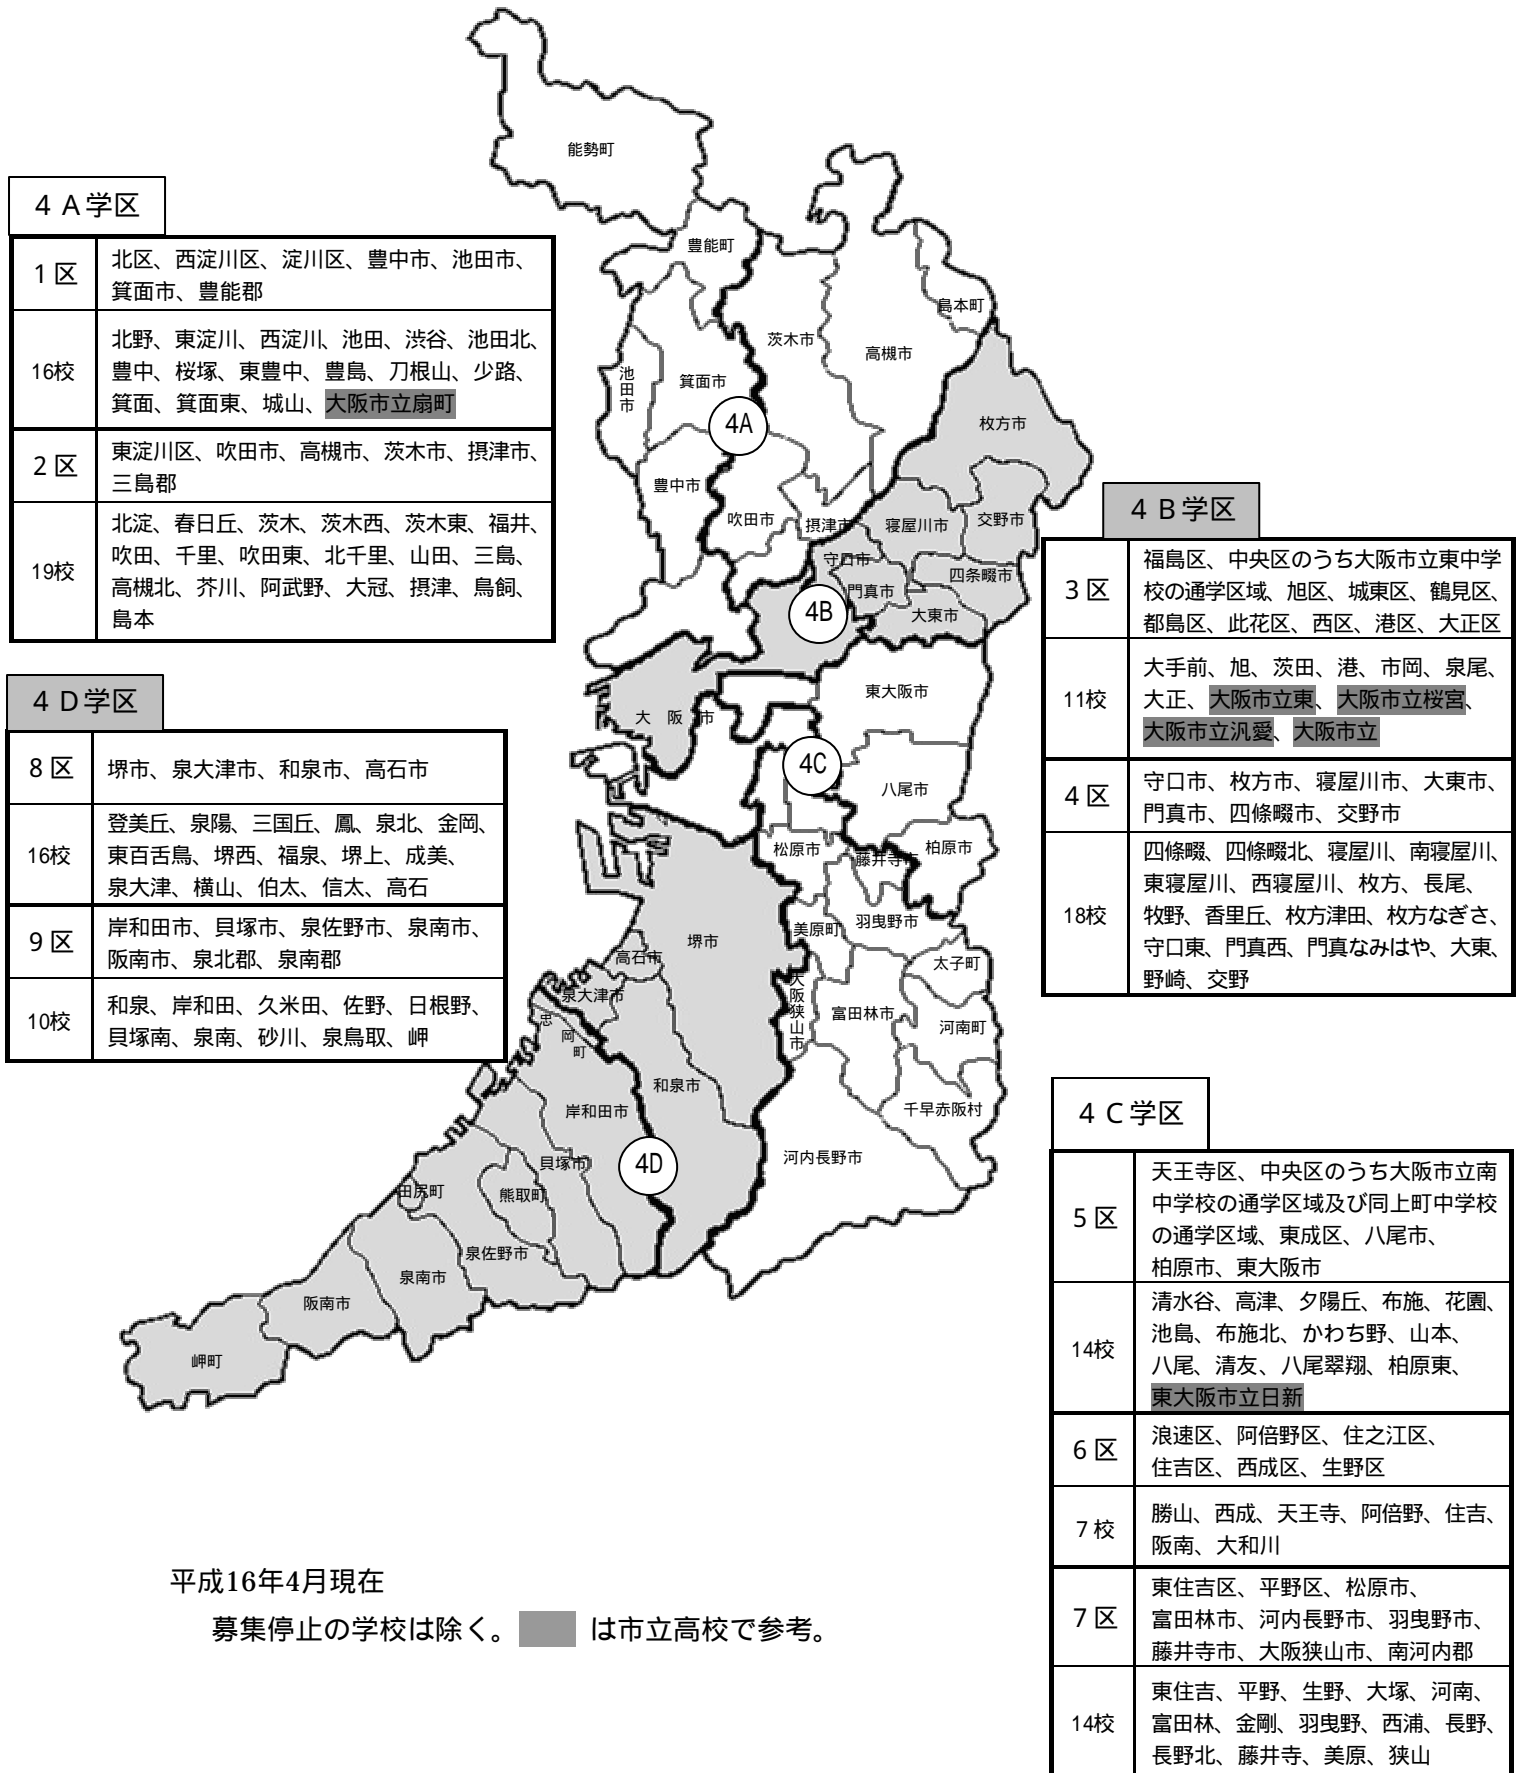 4A学区
1区
北区、西淀川区、淀川区、豊中市、池田市、
箕面市、豊能郡
16校
北野、東淀川、西淀川、池田、渋谷、池田北、
豊中、桜塚、東豊中、豊島、刀根山、少路、
箕面、箕面東、城山、大阪市立扇町
2区
東淀川区、吹田市、高槻市、茨木市、摂津市、
三島郡
19校
北淀、春日丘、茨木、茨木西、茨木東、福井、
吹田、千里、吹田東、北千里、山田、三島、
高槻北、芥川、阿武野、大冠、摂津、鳥飼、
島本
4D学区
8区
堺市、泉大津市、和泉市、高石市
16校
登美丘、泉陽、三国丘、鳳、泉北、金岡、
東百舌鳥、堺西、福泉、堺上、成美、
泉大津、横山、伯太、信太、高石
9区
岸和田市、貝塚市、泉佐野市、泉南市、
阪南市、泉北郡、泉南郡
10校
和泉、岸和田、久米田、佐野、日根野、
貝塚南、泉南、砂川、泉鳥取、岬
能勢町
豊能町
島本町
茨木市
高槻市
池田市
箕面市
4A
枚方市
豊中市
吹田市
摂津市
寝屋川市
交野市
守口市
四条畷市
門真市
4B
大東市
東大阪市
大阪市
4C
八尾市
松原市
藤井寺市
柏原市
美原町
羽曳野市
堺市
高石市
太子町
大阪狭山市
泉大津市
富田林市
忠岡町
河南町
和泉市
岸和田市
千早赤阪村
河内長野市
貝塚市
4D
田尻町
熊取町
泉佐野市
泉南市
阪南市
岬町
4B学区
3区
福島区、中央区のうち大阪市立東中学
校の通学区域、旭区、城東区、鶴見区、
都島区、此花区、西区、港区、大正区
11校
大手前、旭、茨田、港、市岡、泉尾、
大正、大阪市立東、大阪市立桜宮、
大阪市立汎愛、大阪市立
4区
守口市、枚方市、寝屋川市、大東市、
門真市、四條畷市、交野市
18校
四條畷、四條畷北、寝屋川、南寝屋川、
東寝屋川、西寝屋川、枚方、長尾、
牧野、香里丘、枚方津田、枚方なぎさ、
守口東、門真西、門真なみはや、大東、
野崎、交野
4C学区
5区
天王寺区、中央区のうち大阪市立南
中学校の通学区域及び同上町中学校
の通学区域、東成区、八尾市、
柏原市、東大阪市
14校
清水谷、高津、夕陽丘、布施、花園、
池島、布施北、かわち野、山本、
八尾、清友、八尾翠翔、柏原東、
東大阪市立日新
6区
浪速区、阿倍野区、住之江区、
住吉区、西成区、生野区
7校
勝山、西成、天王寺、阿倍野、住吉、
阪南、大和川
7区
東住吉区、平野区、松原市、
富田林市、河内長野市、羽曳野市、
藤井寺市、大阪狭山市、南河内郡
14校
東住吉、平野、生野、大塚、河南、
富田林、金剛、羽曳野、西浦、長野、
長野北、藤井寺、美原、狭山
平成16年4月現在
募集停止の学校は除く。 は市立高校で参考。